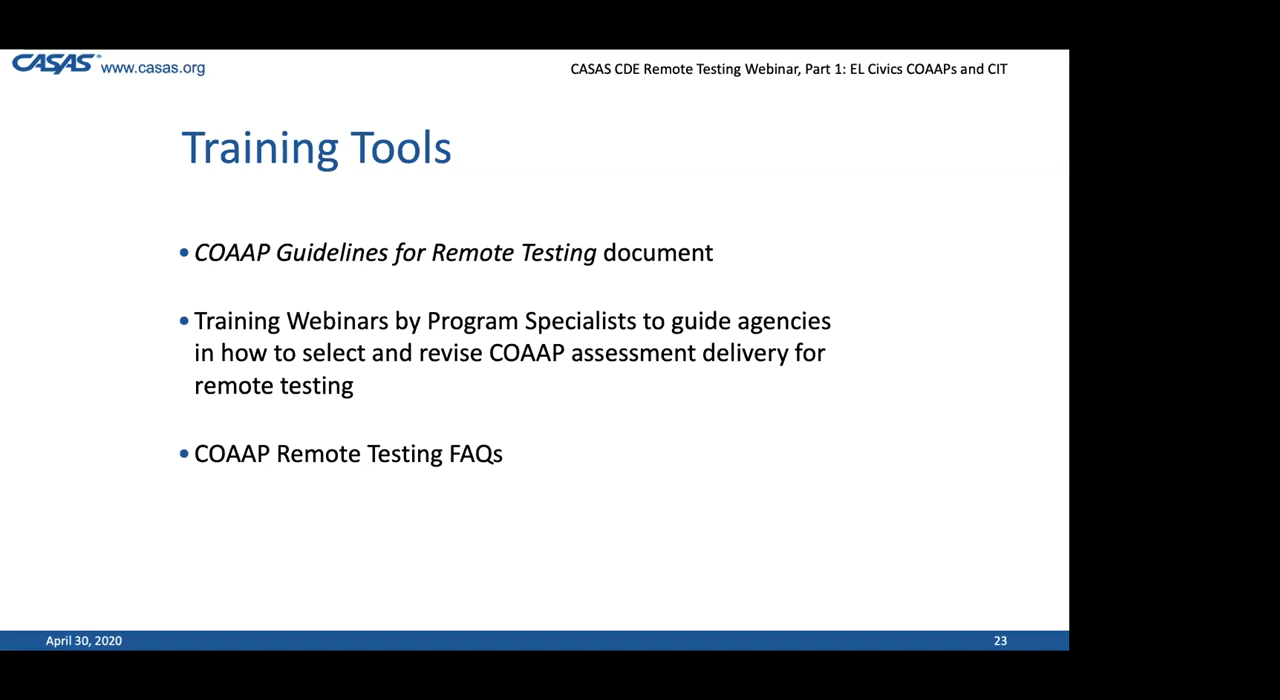 CASAS www.casas.org
CASAS CDE Remote Testing Webinar, Part 1: EL Civics COAAPs and CIT
Training Tools
• COAAP Guidelines for Remote Testing document
• Training Webinars by Program Specialists to guide agencies
in how to select and revise COAAP assessment delivery for
remote testing
• COAAP Remote Testing FAQs
April 30, 2020
23